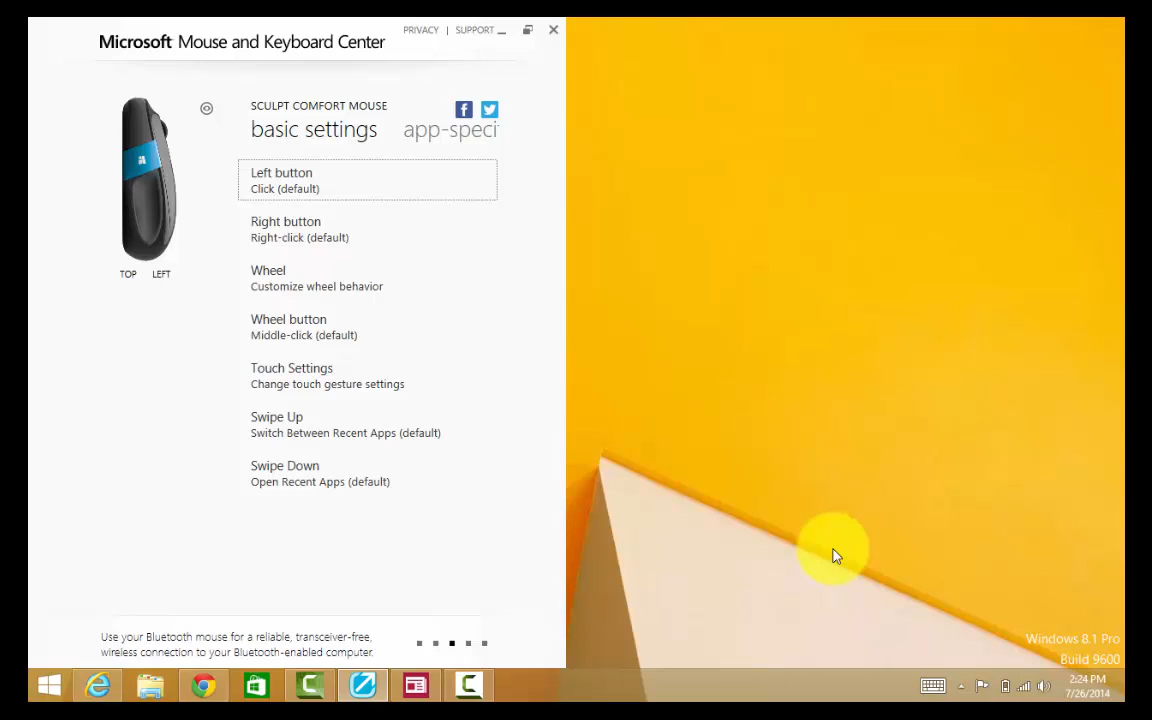 PRIVACY | SUPPORT
Microsoft Mouse and Keyboard Center
SCULPT COMFORT MOUSE
basic settings app-speci
Left button
Click (default)
Right button
Right-click (default)
Wheel
Customize wheel behavior
Wheel button
Middle-click (default)
Touch Settings
Change touch gesture settings
Swipe Up
Switch Between Recent Apps (default)
Swipe Down
Open Recent Apps (default)
TOP LEFT
Use your Bluetooth mouse for a reliable, transceiver-free,
wireless connection to your Bluetooth-enabled computer.
Windows 8.1 Pro
Build 9600
2:24 PM
7/26/2014